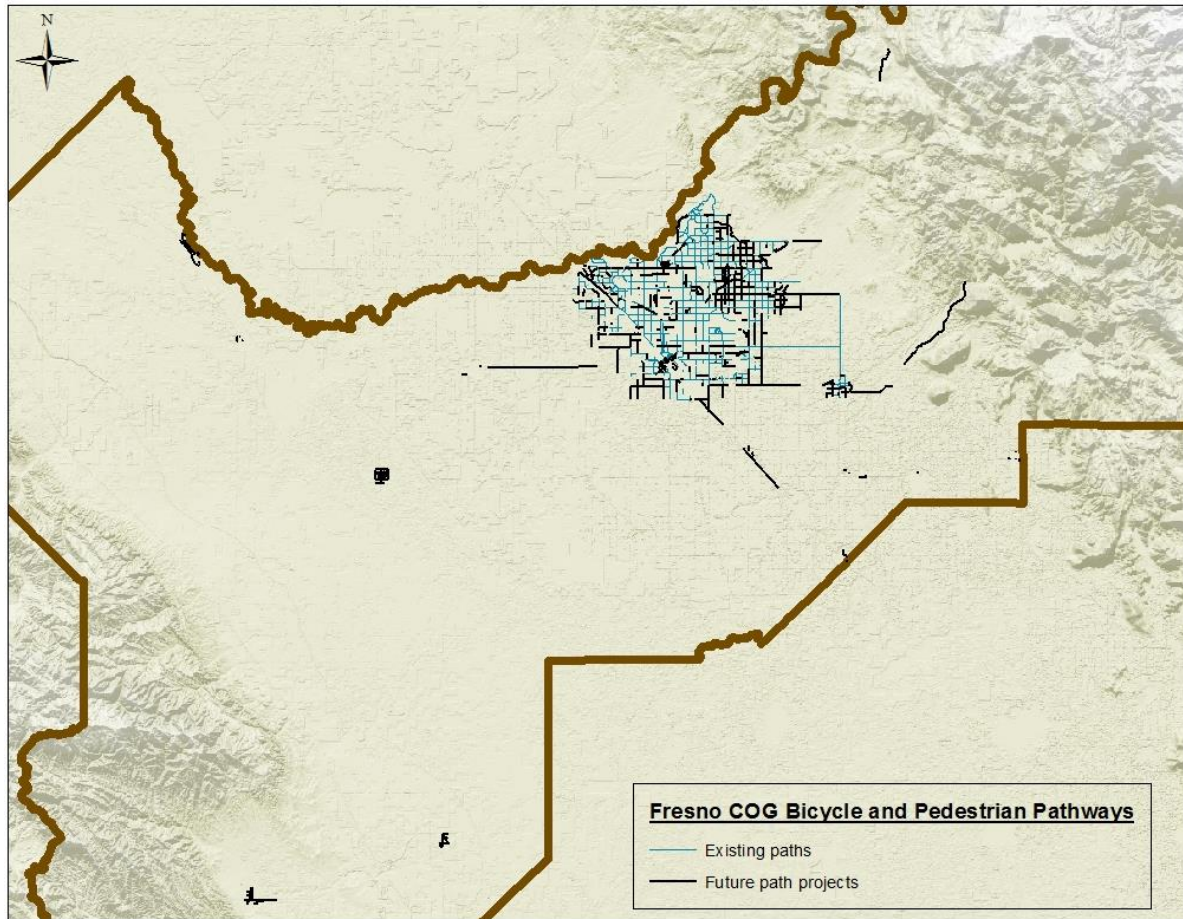 N
Fresno COG Bicycle and Pedestrian Pathways
Existing paths
Future path projects